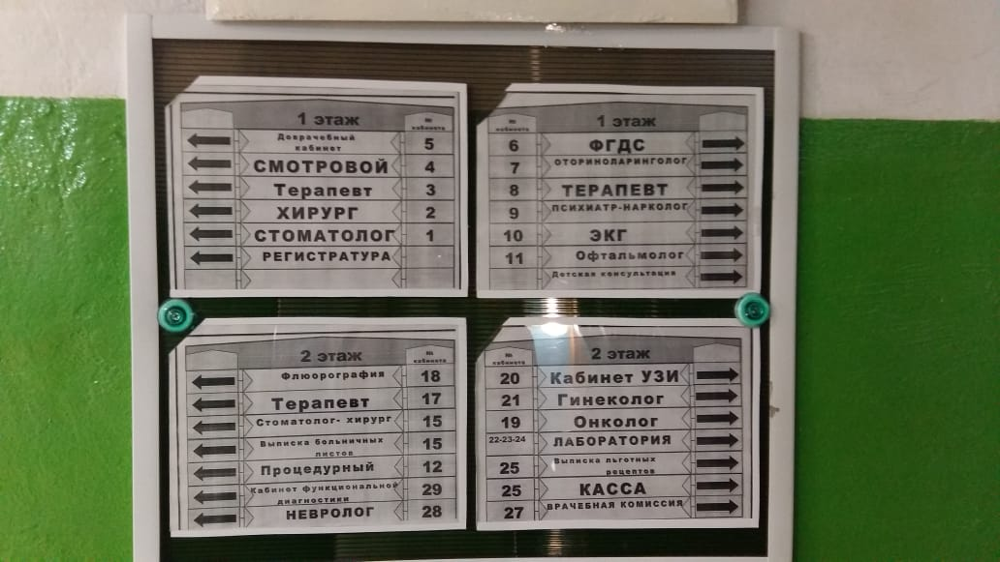 1 этаж
№ кабинета
Доврачебный кабинет 5
СМОТРОВОЙ 4
Терапевт 3
ХИРУРГ 2
СТОМАТОЛОГ 1
РЕГИСТРАТУРА
№ кабинета
1 этаж
6 ФГДС
7 ОТОРИНОЛАРИНГОЛОГ
8 ТЕРАПЕВТ
9 ПСИХИАТР-НАРКОЛОГ
10 ЭКГ
11 Офтальмолог
Детская консультация
2 этаж
№ кабинета
Флюорография 18
Терапевт 17
Стоматолог- хирург 15
Выписка больничных листов 15
Процедурный 12
Кабинет функциональной диагностики 29
НЕВРОЛОГ 28
№ кабинета
2 этаж
20 Кабинет УЗИ
21 Гинеколог
19 Онколог
22-23-24 ЛАБОРАТОРИЯ
25 Выписка льготных рецептов
25 КАССА
27 ВРАЧЕБНАЯ КОМИССИЯ